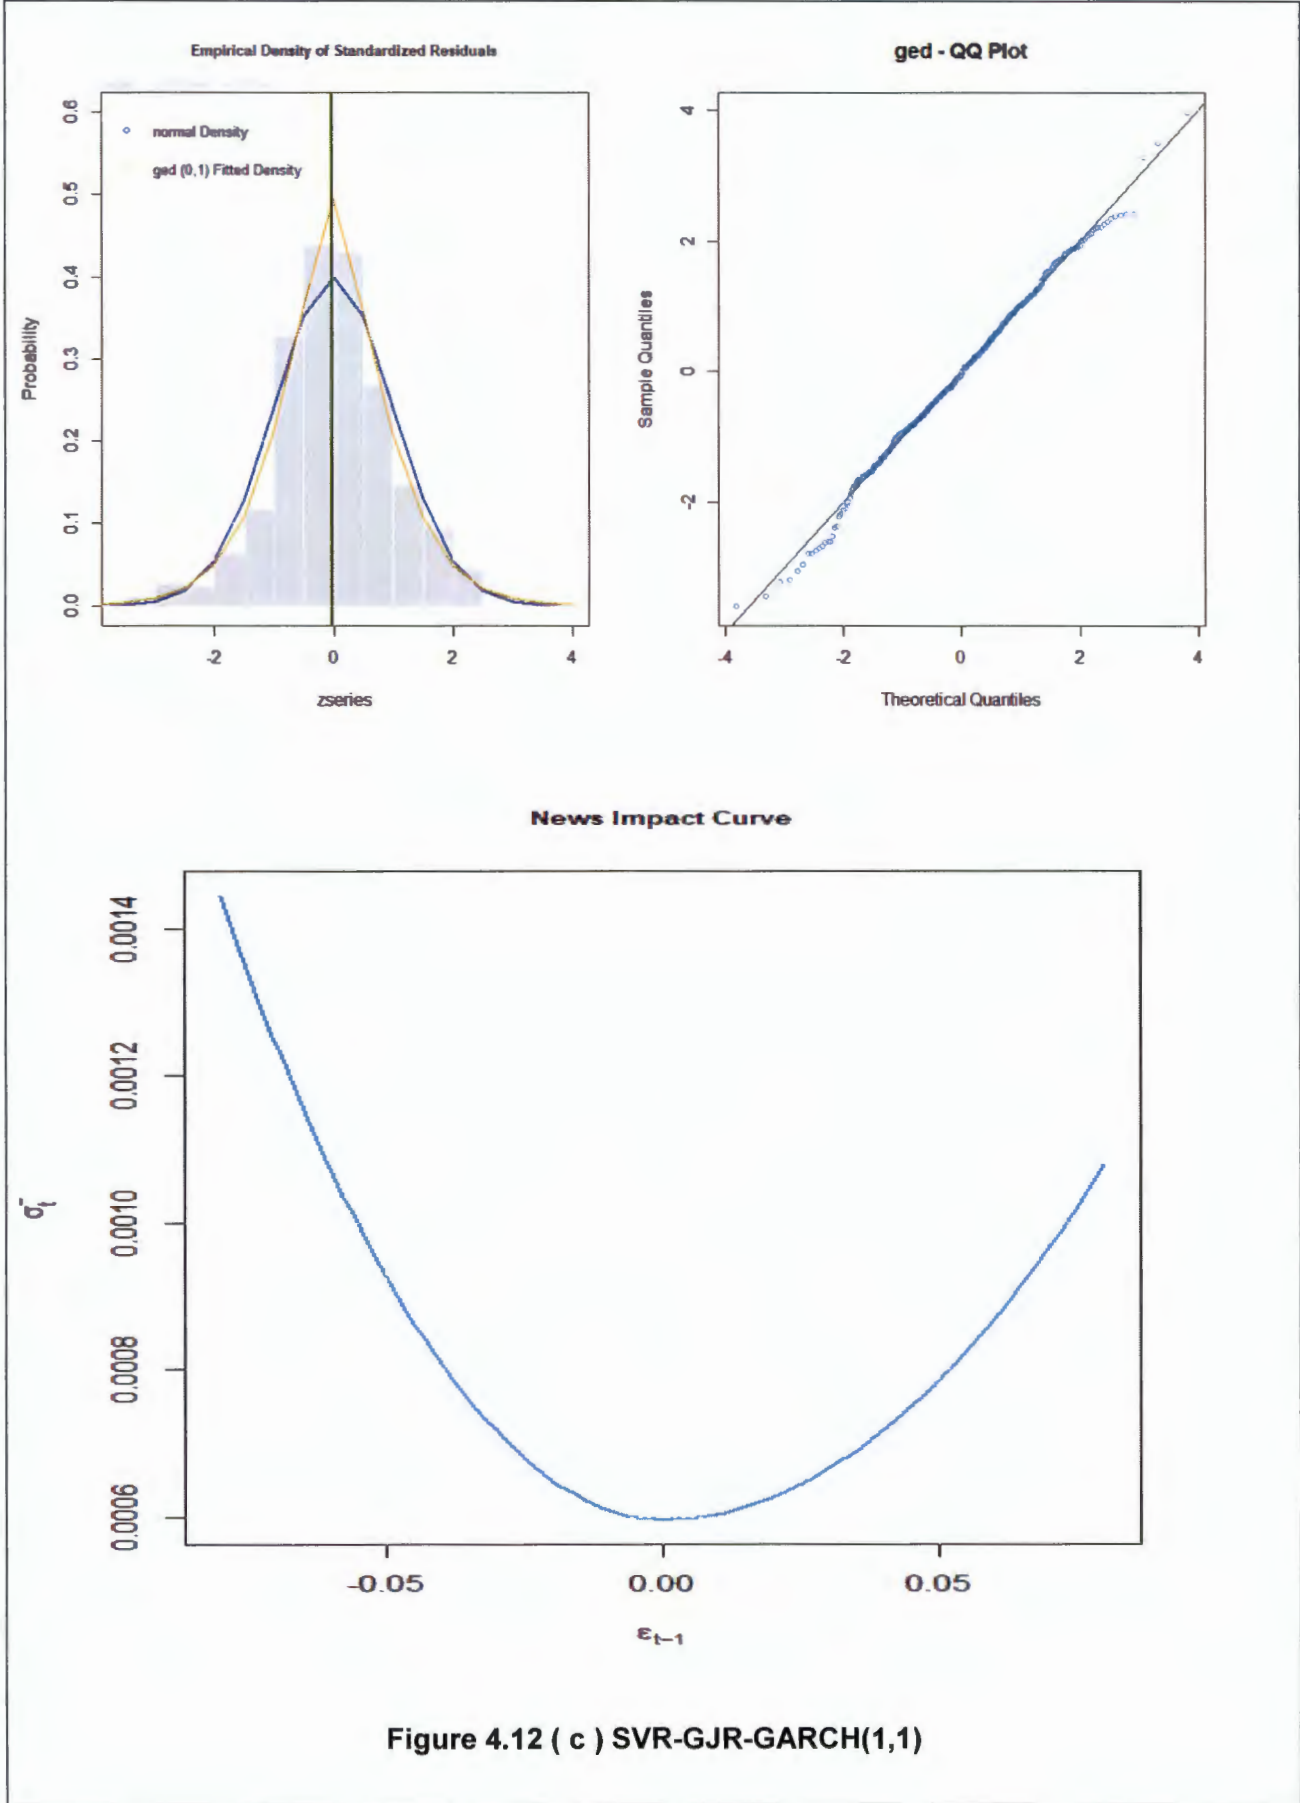 Empirical Density of Standardized Residuals
normal Density
ged (0,1) Fitted Density
0.6
0.5
0.4
0.3
0.2
0.1
0.0
Probability
-2
0
2
4
zseries
ged - QQ Plot
4
2
0
-2
Sample Quantiles
-4
-2
0
2
4
Theoretical Quantiles
News Impact Curve
0.0014
0.0012
0.0010
0.0008
0.0006
-0.05
0.00
0.05
εt−1
Figure 4.12 ( c ) SVR-GJR-GARCH(1,1)